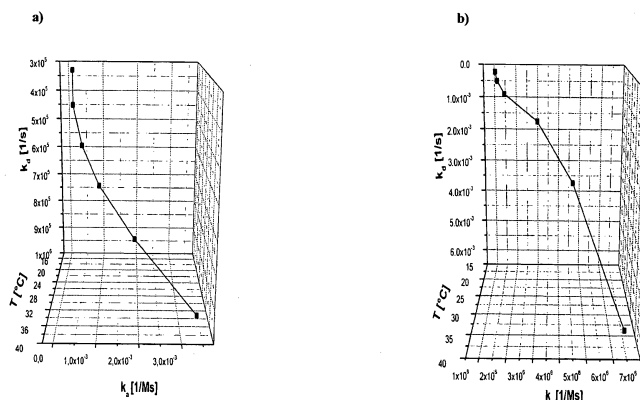 a)
3x10⁵
4x10⁵
5x10⁵
6x10⁵
7x10⁵
8x10⁵
9x10⁵
1x10⁶
k_d [1/s]
16
20
24
28
32
36
40
T [°C]
0,0 1,0x10⁻³ 2,0x10⁻³ 3,0x10⁻³
k_a [1/Ms]
b)
0.0
1.0x10⁻³
2.0x10⁻³
3.0x10⁻³
4.0x10⁻³
5.0x10⁻³
6.0x10⁻³
k_d [1/s]
15
20
25
30
35
40
T [°C]
1x10⁵ 2x10⁵ 3x10⁵ 4x10⁵ 5x10⁵ 6x10⁵ 7x10⁵